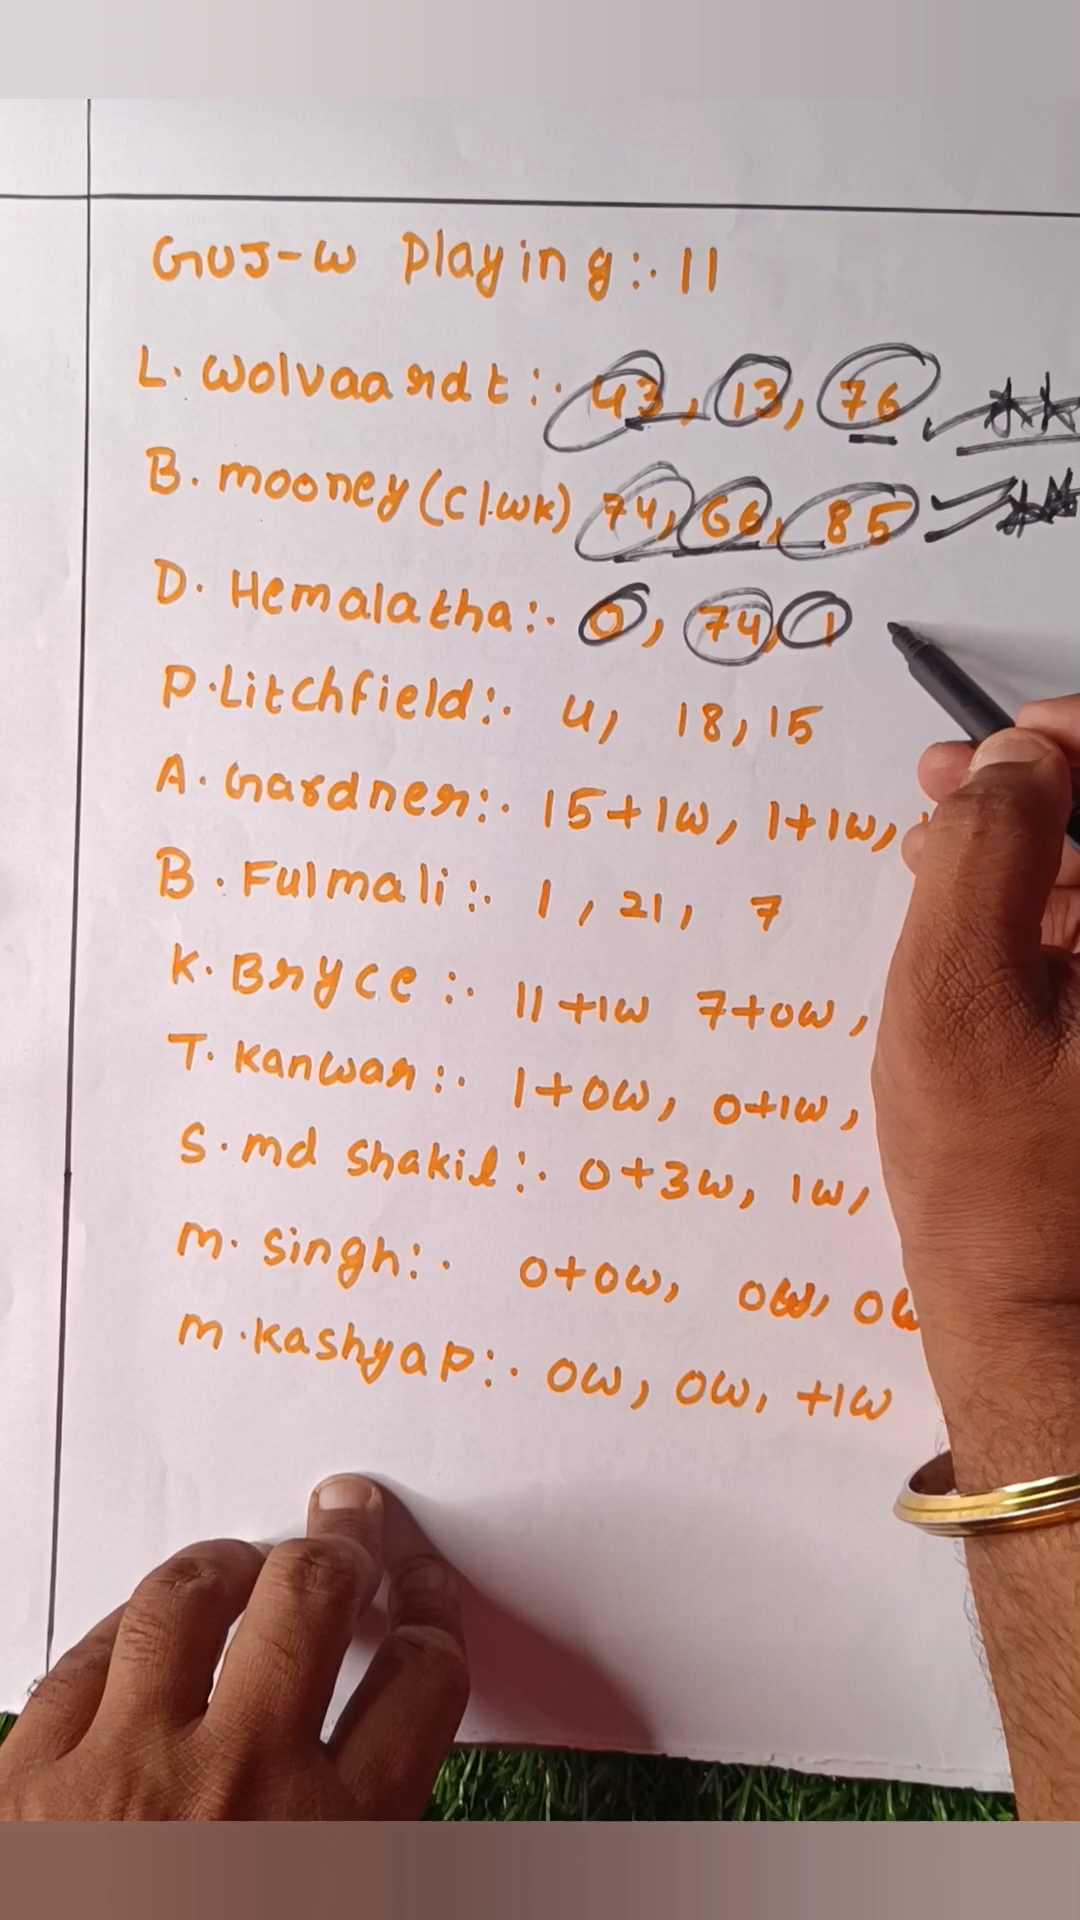 GUJ-W Playing:. 11
L. Wolvaardt:. 43, 13, 76
B. mooney(c/.wk) 74, 66, 85
D. Hemalatha:. 0, 74, 1
P.Litchfield:. 4, 18, 15
A. Gardner:. 15+1W, 1+1W,
B. Fulmali:. 1, 21, 7
K. Bryce:. 11+1W 7+0W,
T. Kanwar:. 1+0W, 0+1W,
S.md Shakil:. 0+3W, 1W,
M. Singh:. 0+0W, 0W, 0W
M.Kashyap:. 0W, 0W, +1W